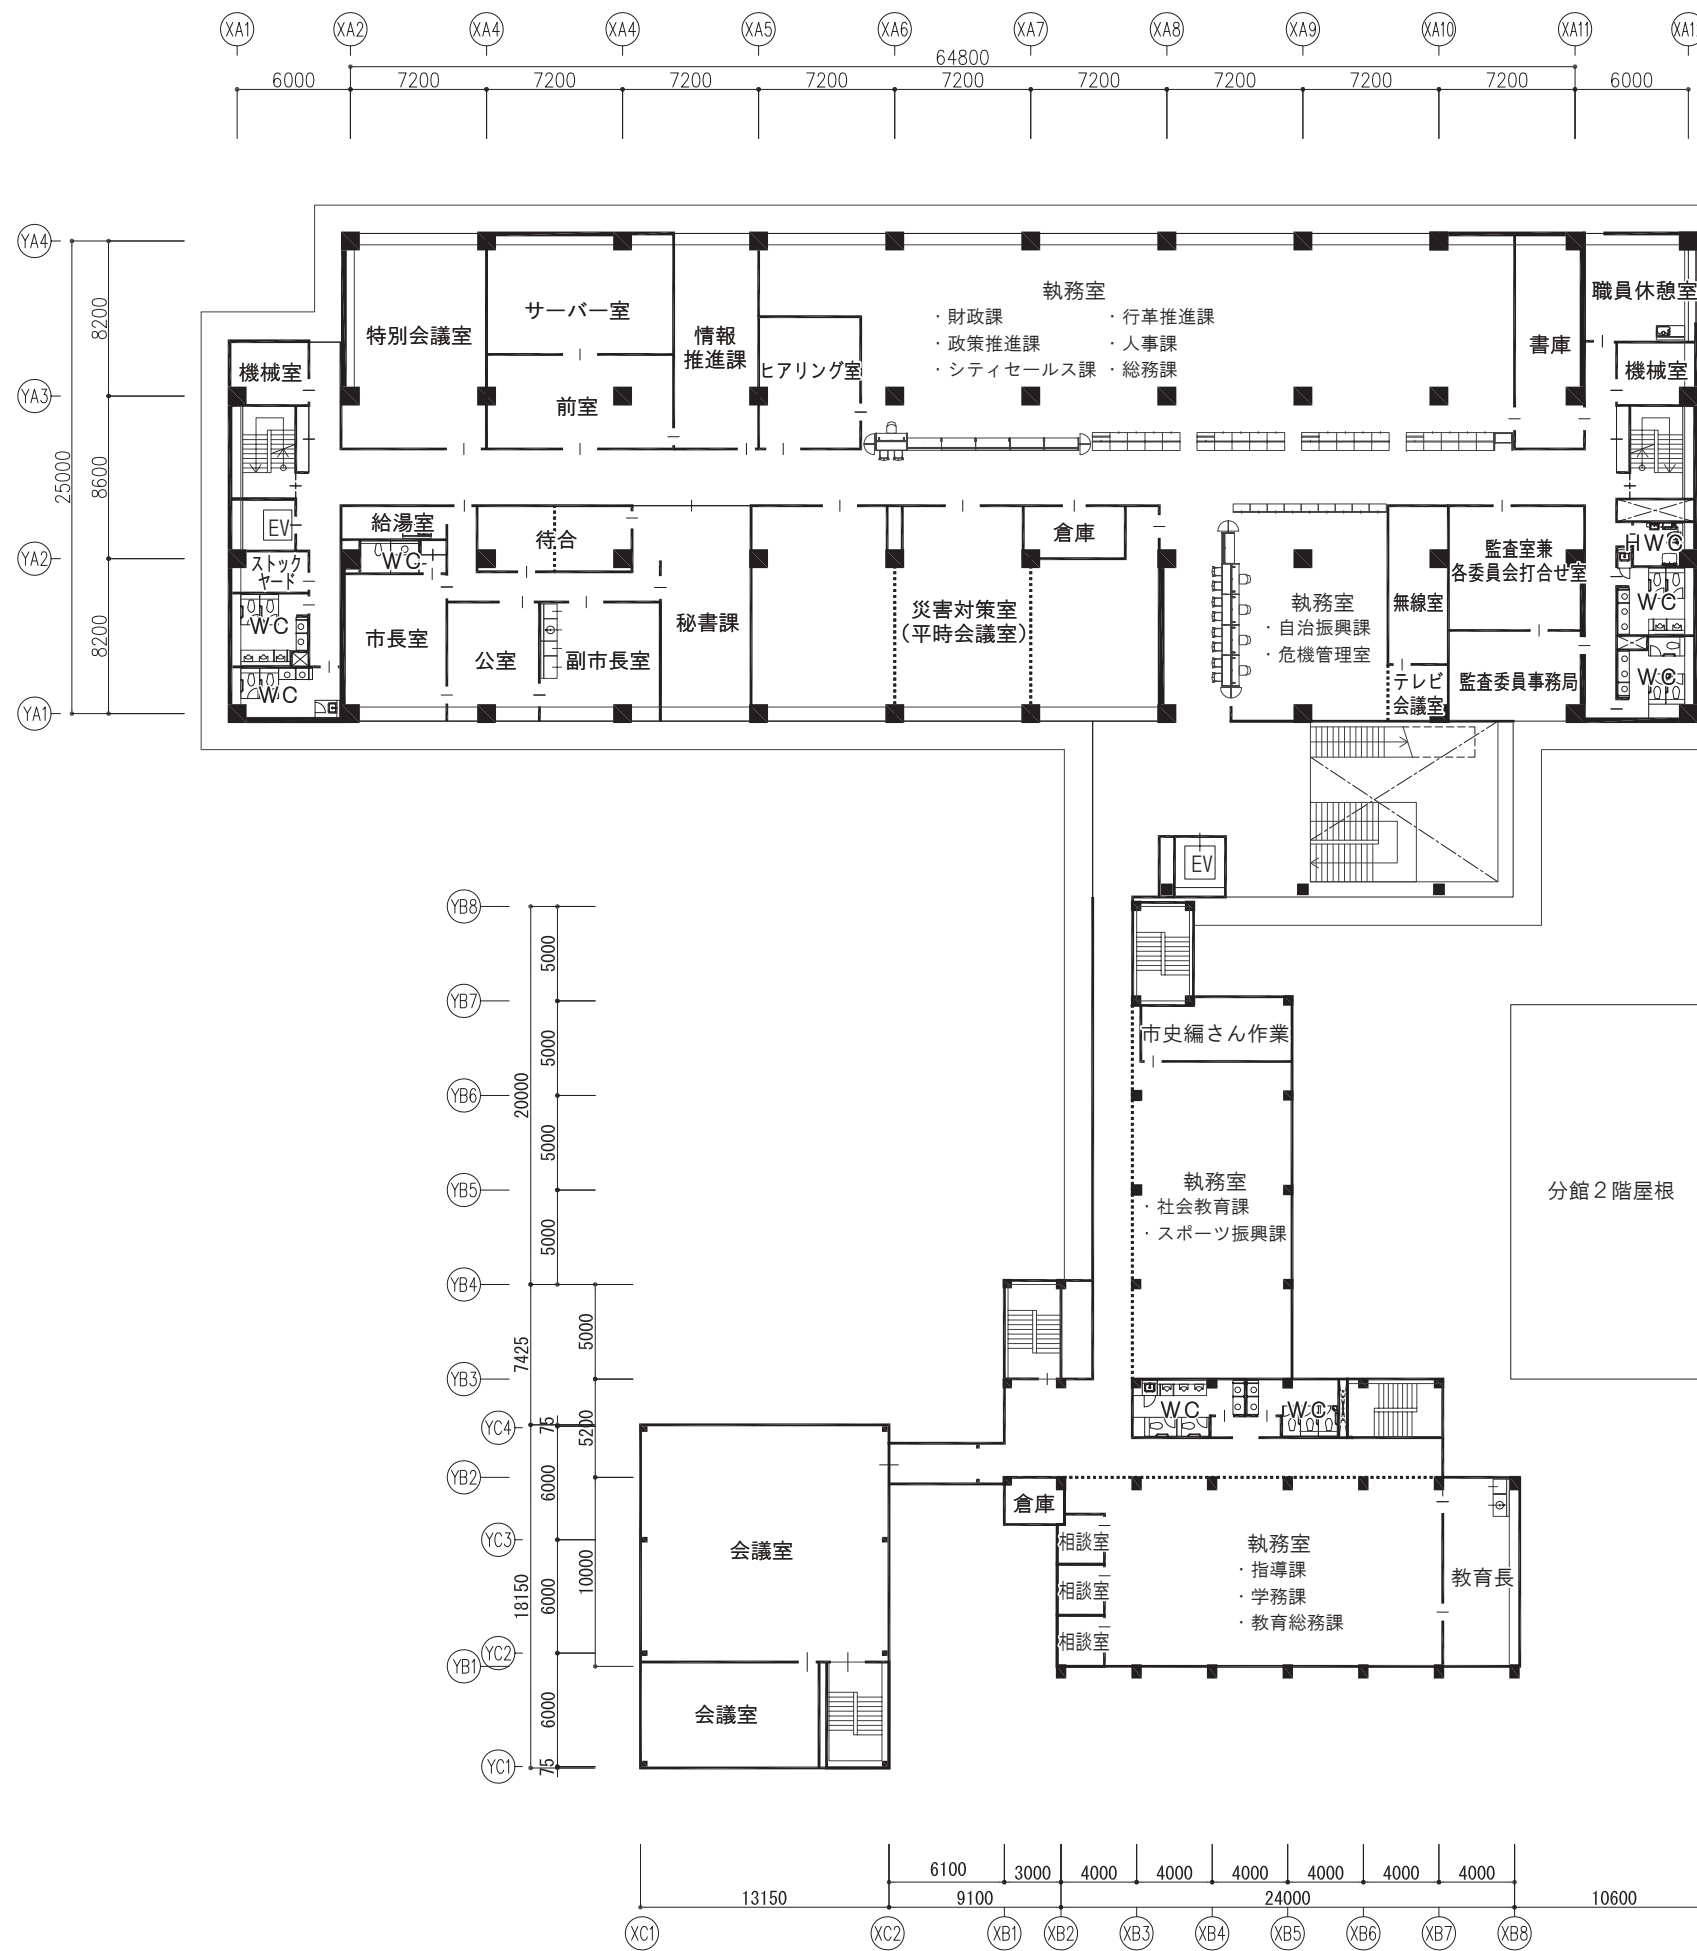 XA1 XA2 XA4 XA4 XA5 XA6 XA7 XA8 XA9 XA10 XA11
64800
6000 7200 7200 7200 7200 7200 7200 7200 7200 7200 6000
YA4
YA3
YA2
YA1
25000
8200
8600
8200
特別会議室
サーバー室
前室
情報
推進課
ヒアリング室
執務室
・財政課 ・行革推進課
・政策推進課 ・人事課
・シティセールス課 ・総務課
書庫
職員休憩室
機械室
機械室
EV
ストック
ヤード
WC
WC
給湯室
WC
待合
市長室
公室
副市長室
秘書課
災害対策室
(平時会議室)
倉庫
執務室
・自治振興課
・危機管理室
無線室
テレビ
会議室
監査室兼
各委員会打合せ室
監査委員事務局
HWC
WC
WC
EV
YB8
YB7
YB6
YB5
YB4
YB3
YC4
YB2
YC3
YC2
YB1
YC1
20000
7425
18150
5000
5000
5000
5000
75
6000
6000
6000
75
5000
5200
10000
市史編さん作業
執務室
・社会教育課
・スポーツ振興課
分館2階屋根
WC
WC
倉庫
相談室
相談室
相談室
執務室
・指導課
・学務課
・教育総務課
教育長
会議室
会議室
6100 3000 4000 4000 4000 4000 4000 4000
13150 9100 24000 10600
XC1 XC2 XB1 XB2 XB3 XB4 XB5 XB6 XB7 XB8